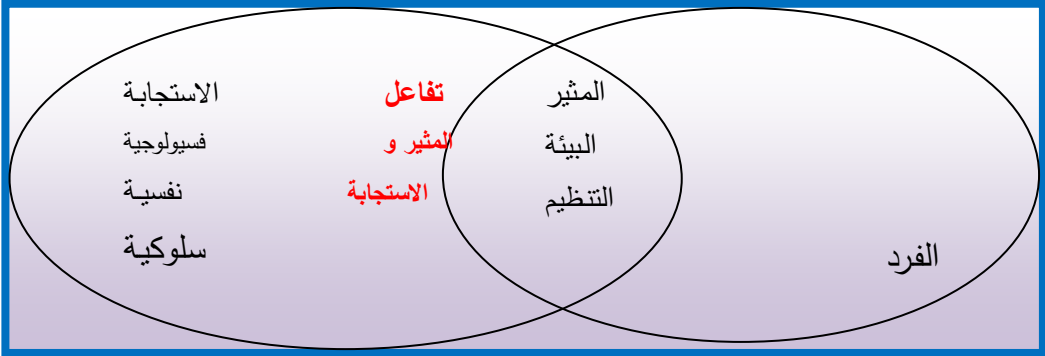 المثير
البيئة
التنظيم
الفرد
تفاعل
المثير و
الاستجابة
الاستجابة
فسيولوجية
نفسية
سلوكية